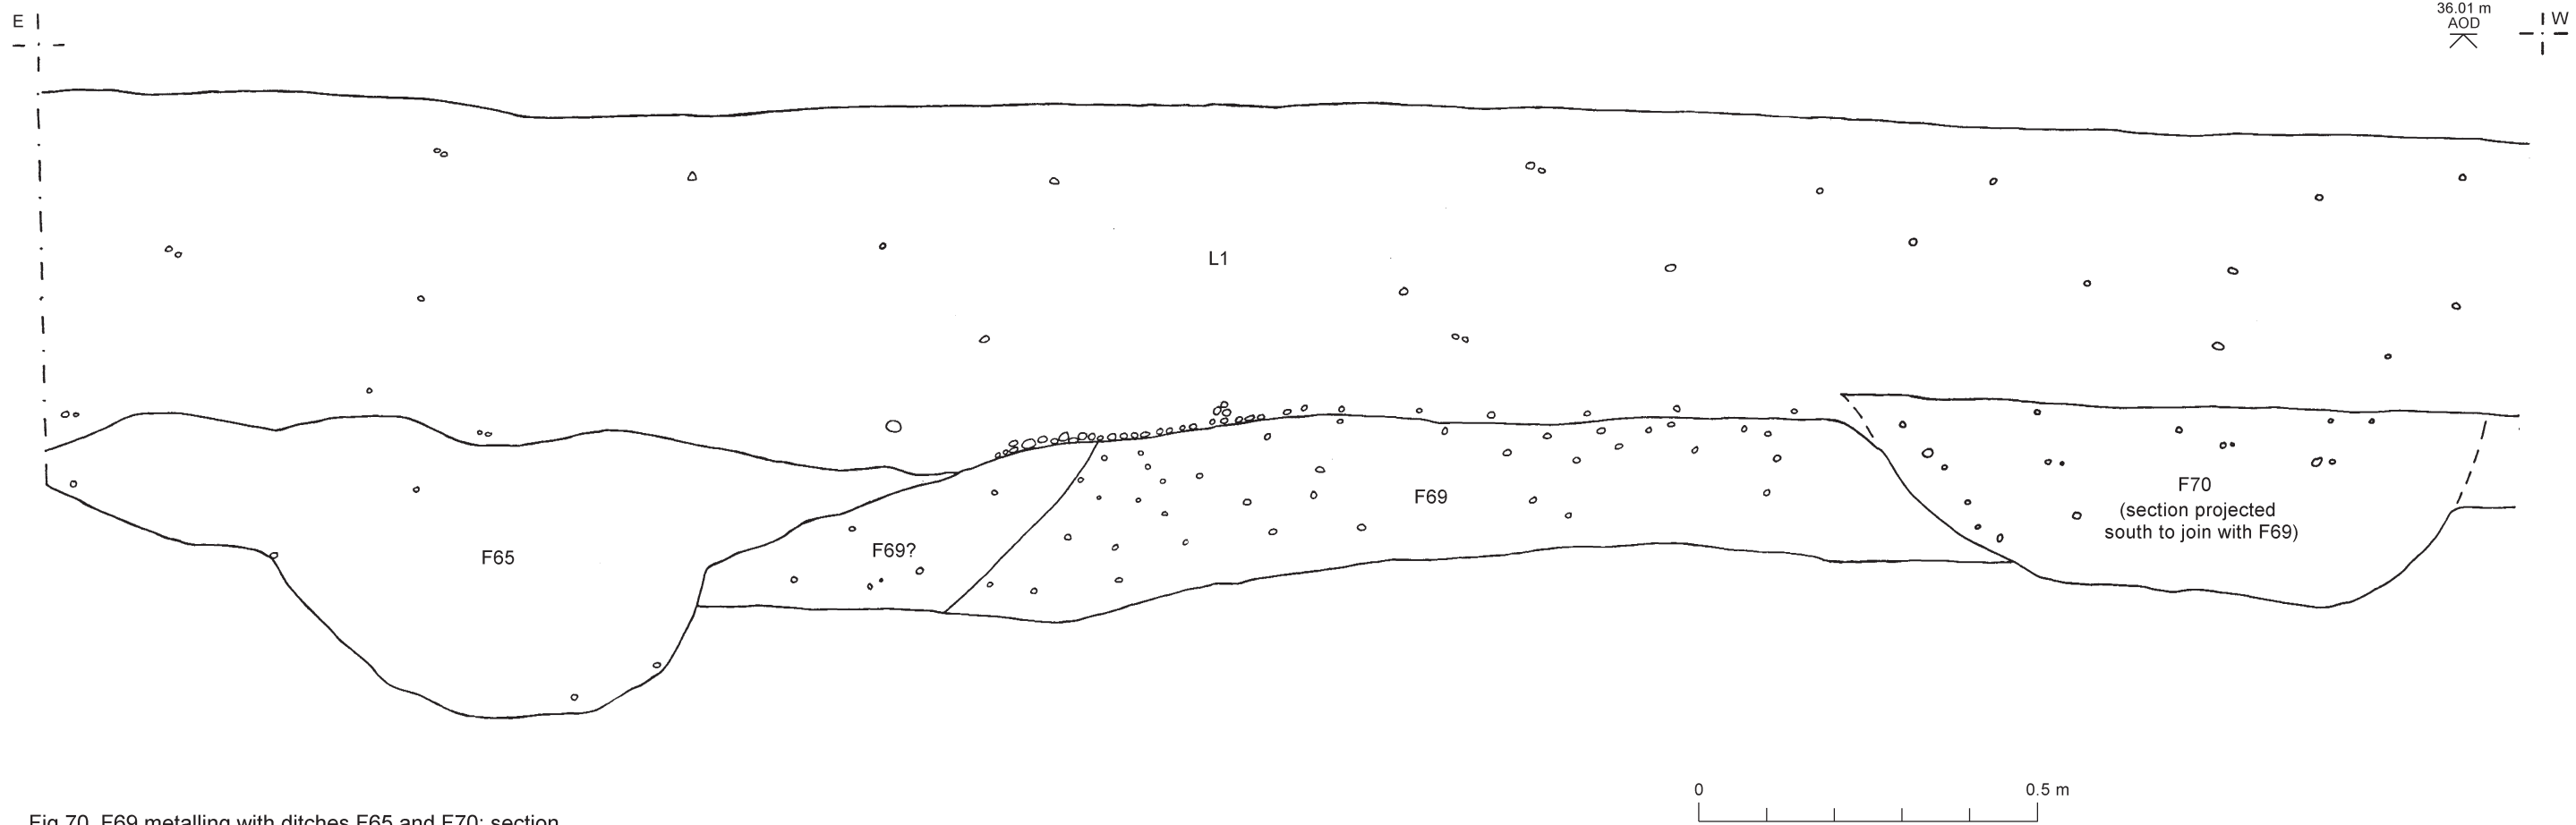 E
36.01 m
AOD
W
L1
F69
F70
(section projected
south to join with F69)
F69?
F65
0
0.5 m
Fig 70 F69 metalling with ditches F65 and F70: section